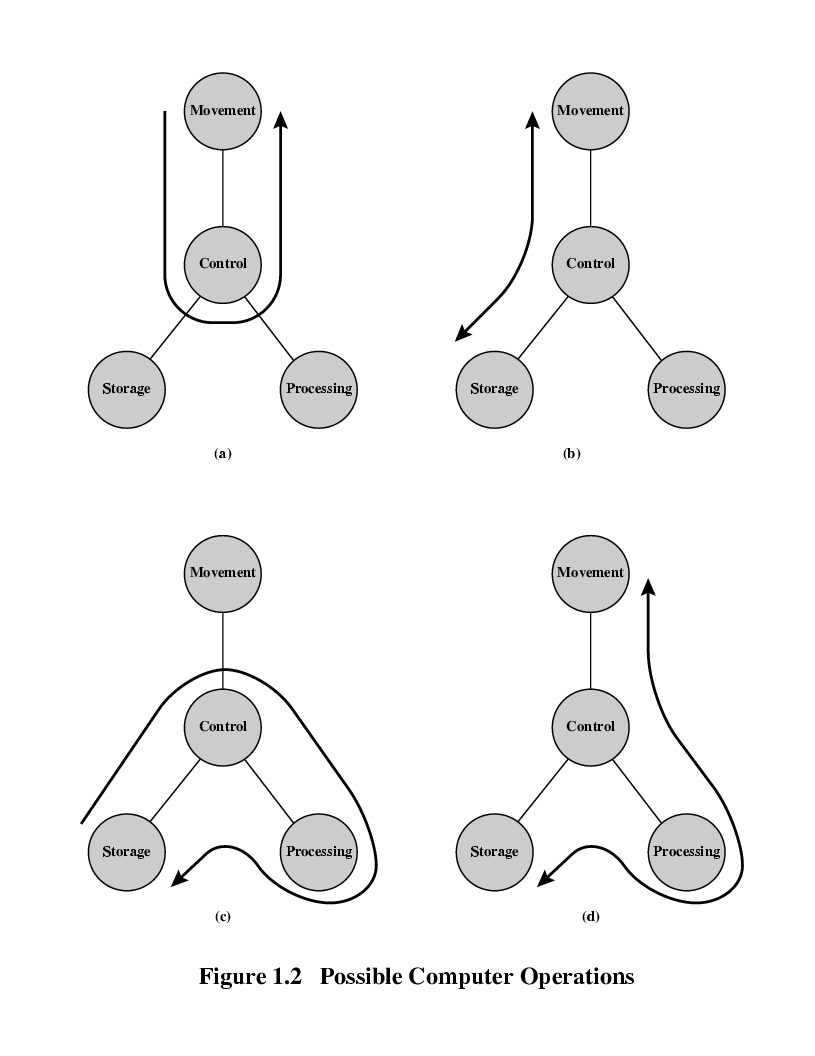 Movement
Movement
Control
Control
Storage
Processing
Storage
Processing
(a)
(b)
Movement
Movement
Control
Control
Storage
Processing
Storage
Processing
(c)
(d)
Figure 1.2 Possible Computer Operations